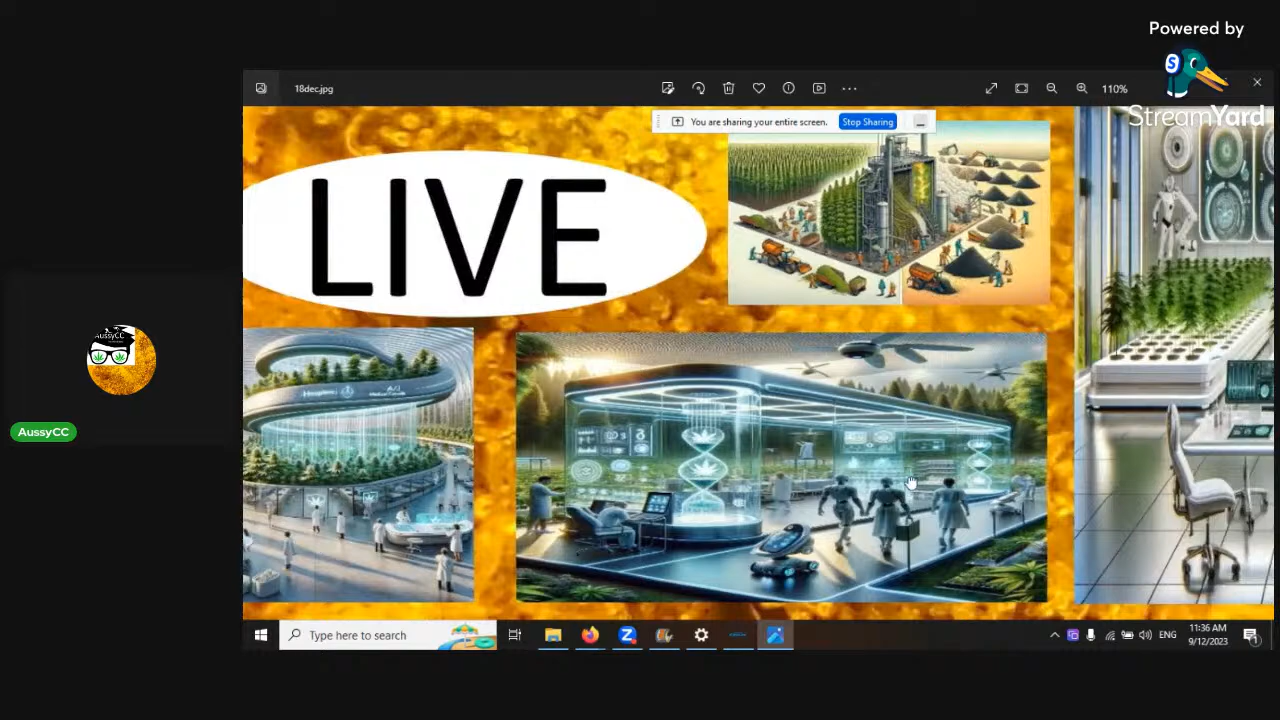 Powered by
StreamYard
18dec.jpg
110%
You are sharing your entire screen.
Stop Sharing
LIVE
AussyCC
AussyCC
Type here to search
ENG
11:36 AM
9/12/2023